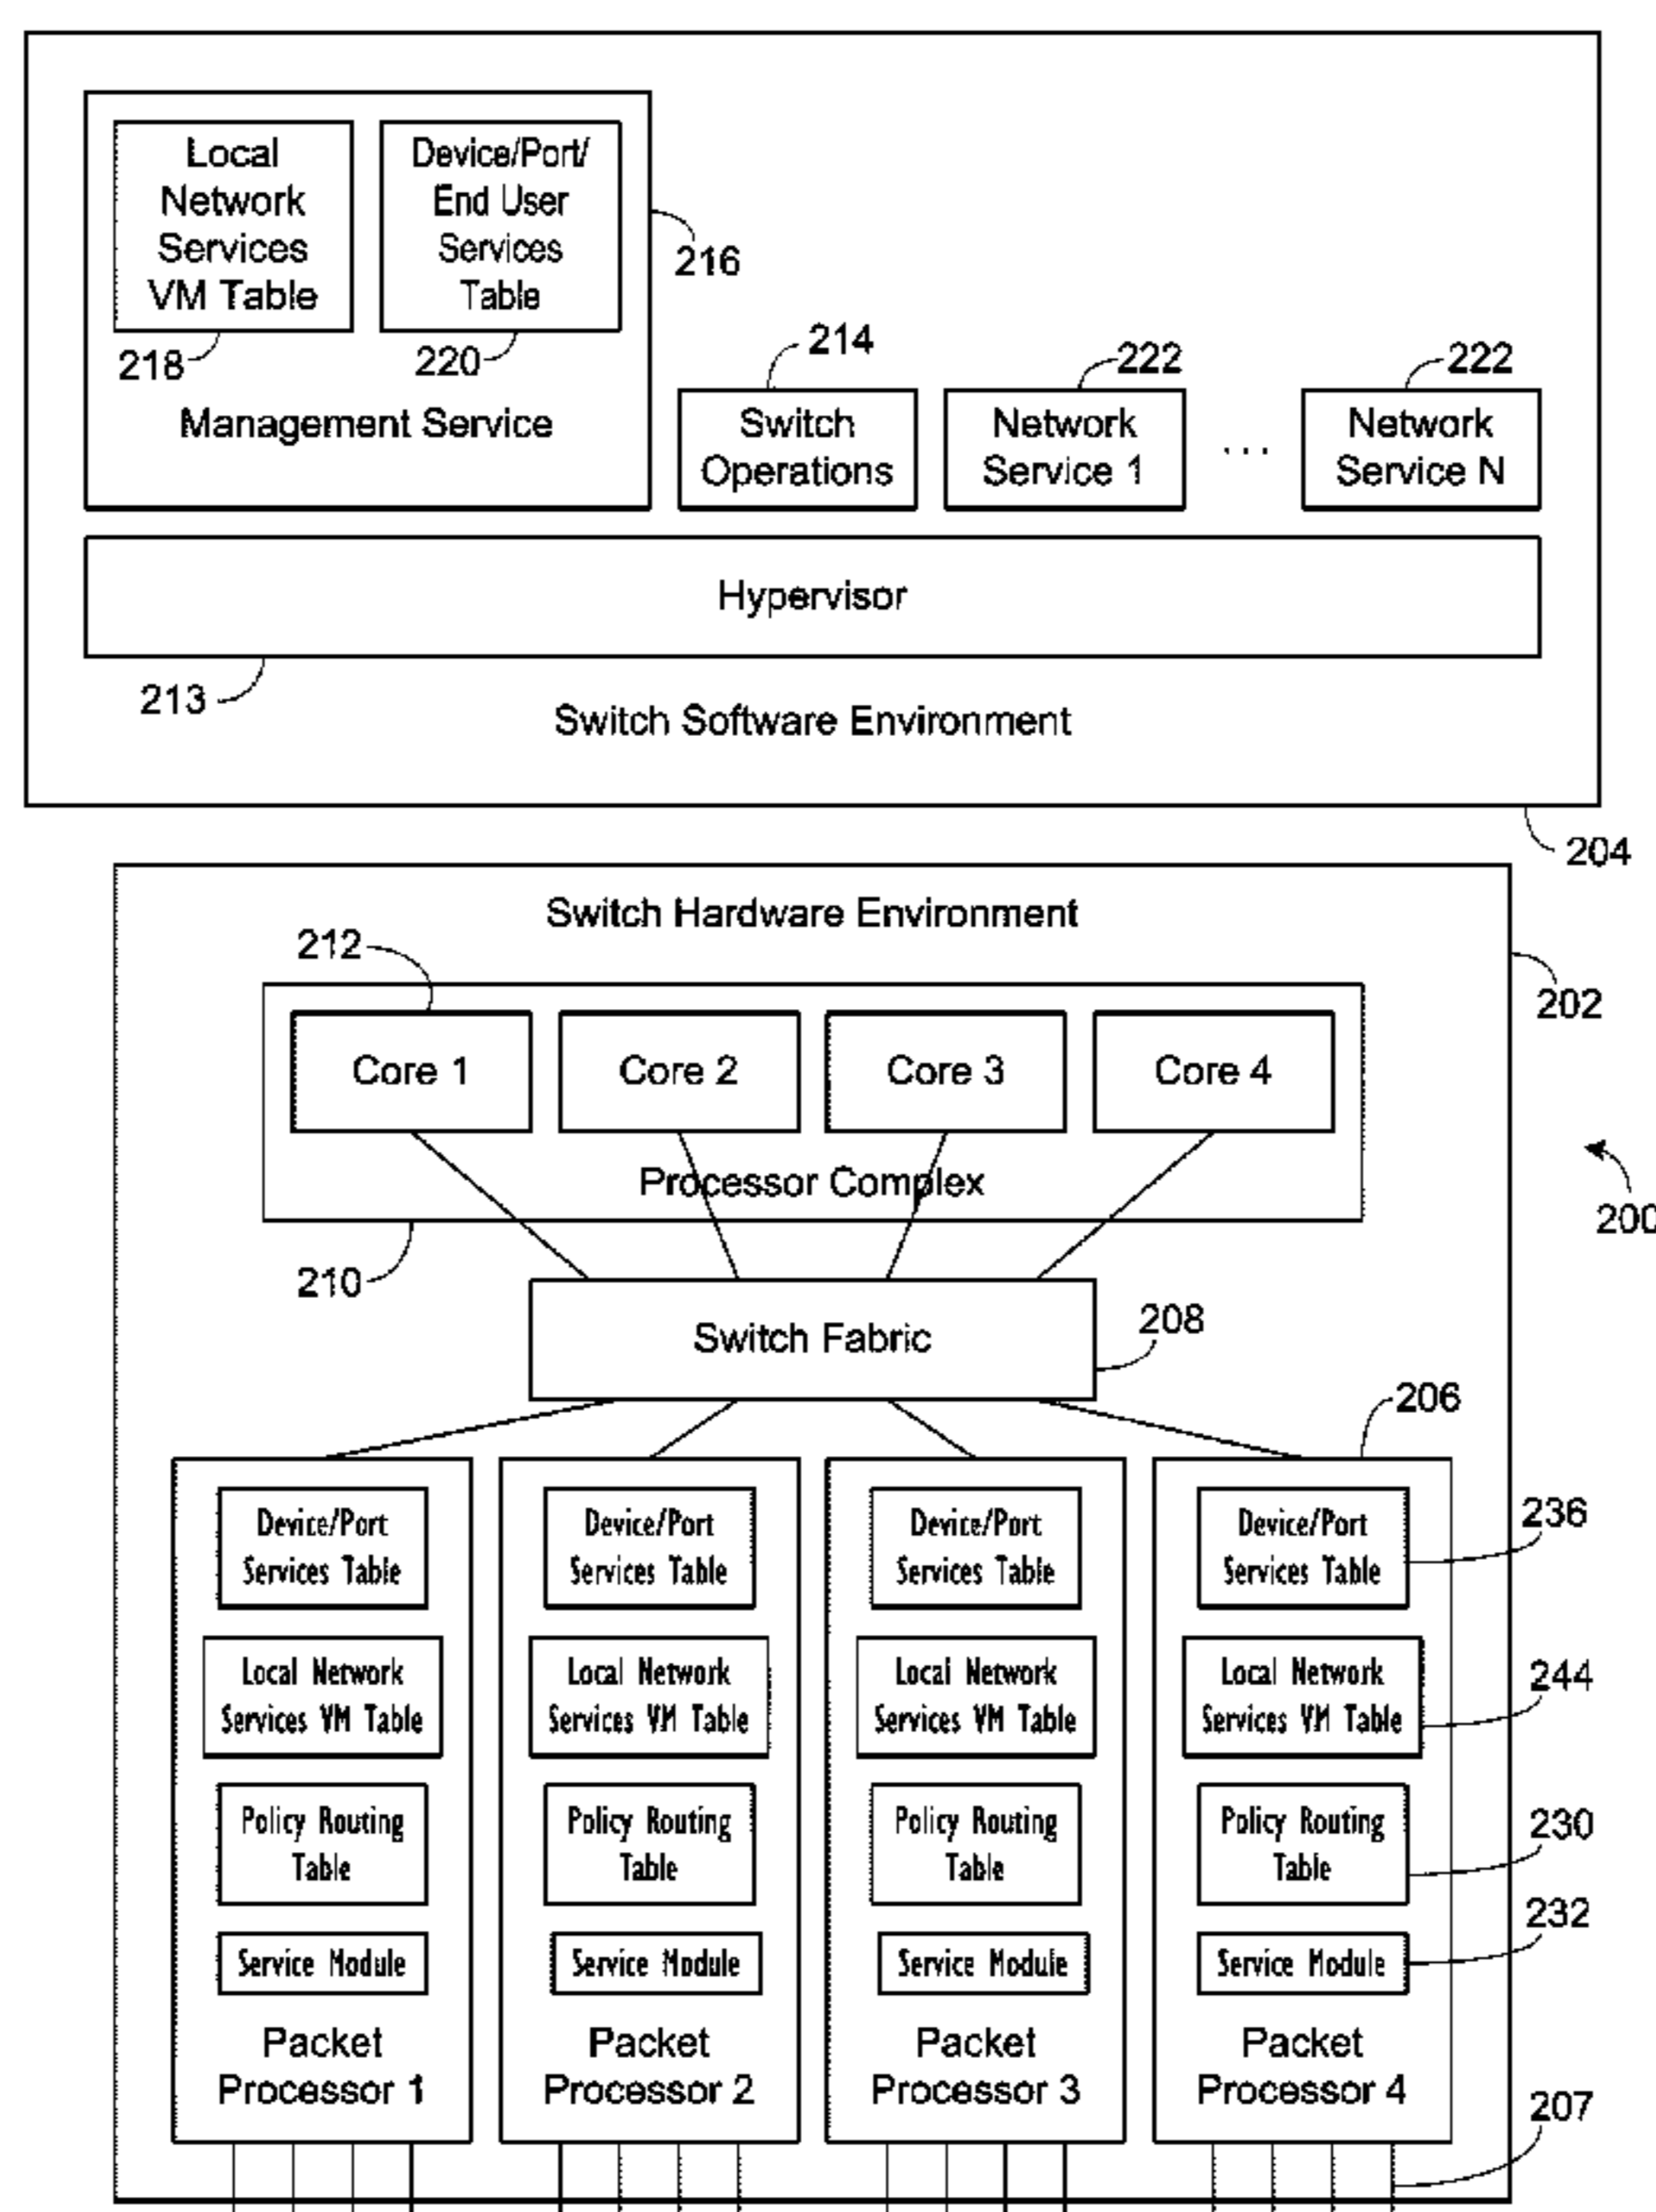 Local
Network
Services
VM Table
Device/Port/
End User
Services
Table
216
218
220
Management Service
214
222
222
Switch
Operations
Network
Service 1
...
Network
Service N
Hypervisor
213
Switch Software Environment
204
Switch Hardware Environment
212
202
Core 1
Core 2
Core 3
Core 4
Processor Complex
200
210
Switch Fabric
208
206
Device/Port
Services Table
Device/Port
Services Table
Device/Port
Services Table
Device/Port
Services Table
236
Local Network
Services VM Table
Local Network
Services VM Table
Local Network
Services VM Table
Local Network
Services VM Table
244
Policy Routing
Table
Policy Routing
Table
Policy Routing
Table
Policy Routing
Table
230
Service Module
Service Module
Service Module
Service Module
232
Packet
Processor 1
Packet
Processor 2
Packet
Processor 3
Packet
Processor 4
207